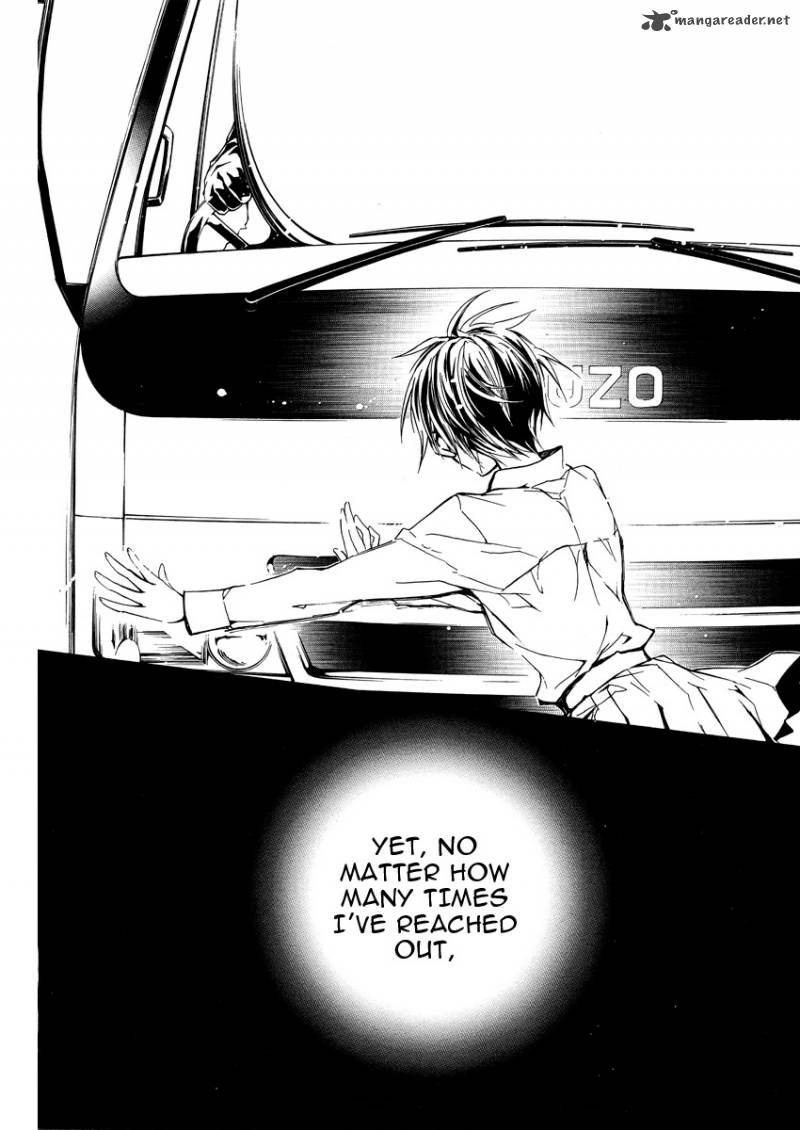 mangareader.net
UZO
YET, NO
MATTER HOW
MANY TIMES
I'VE REACHED
OUT,